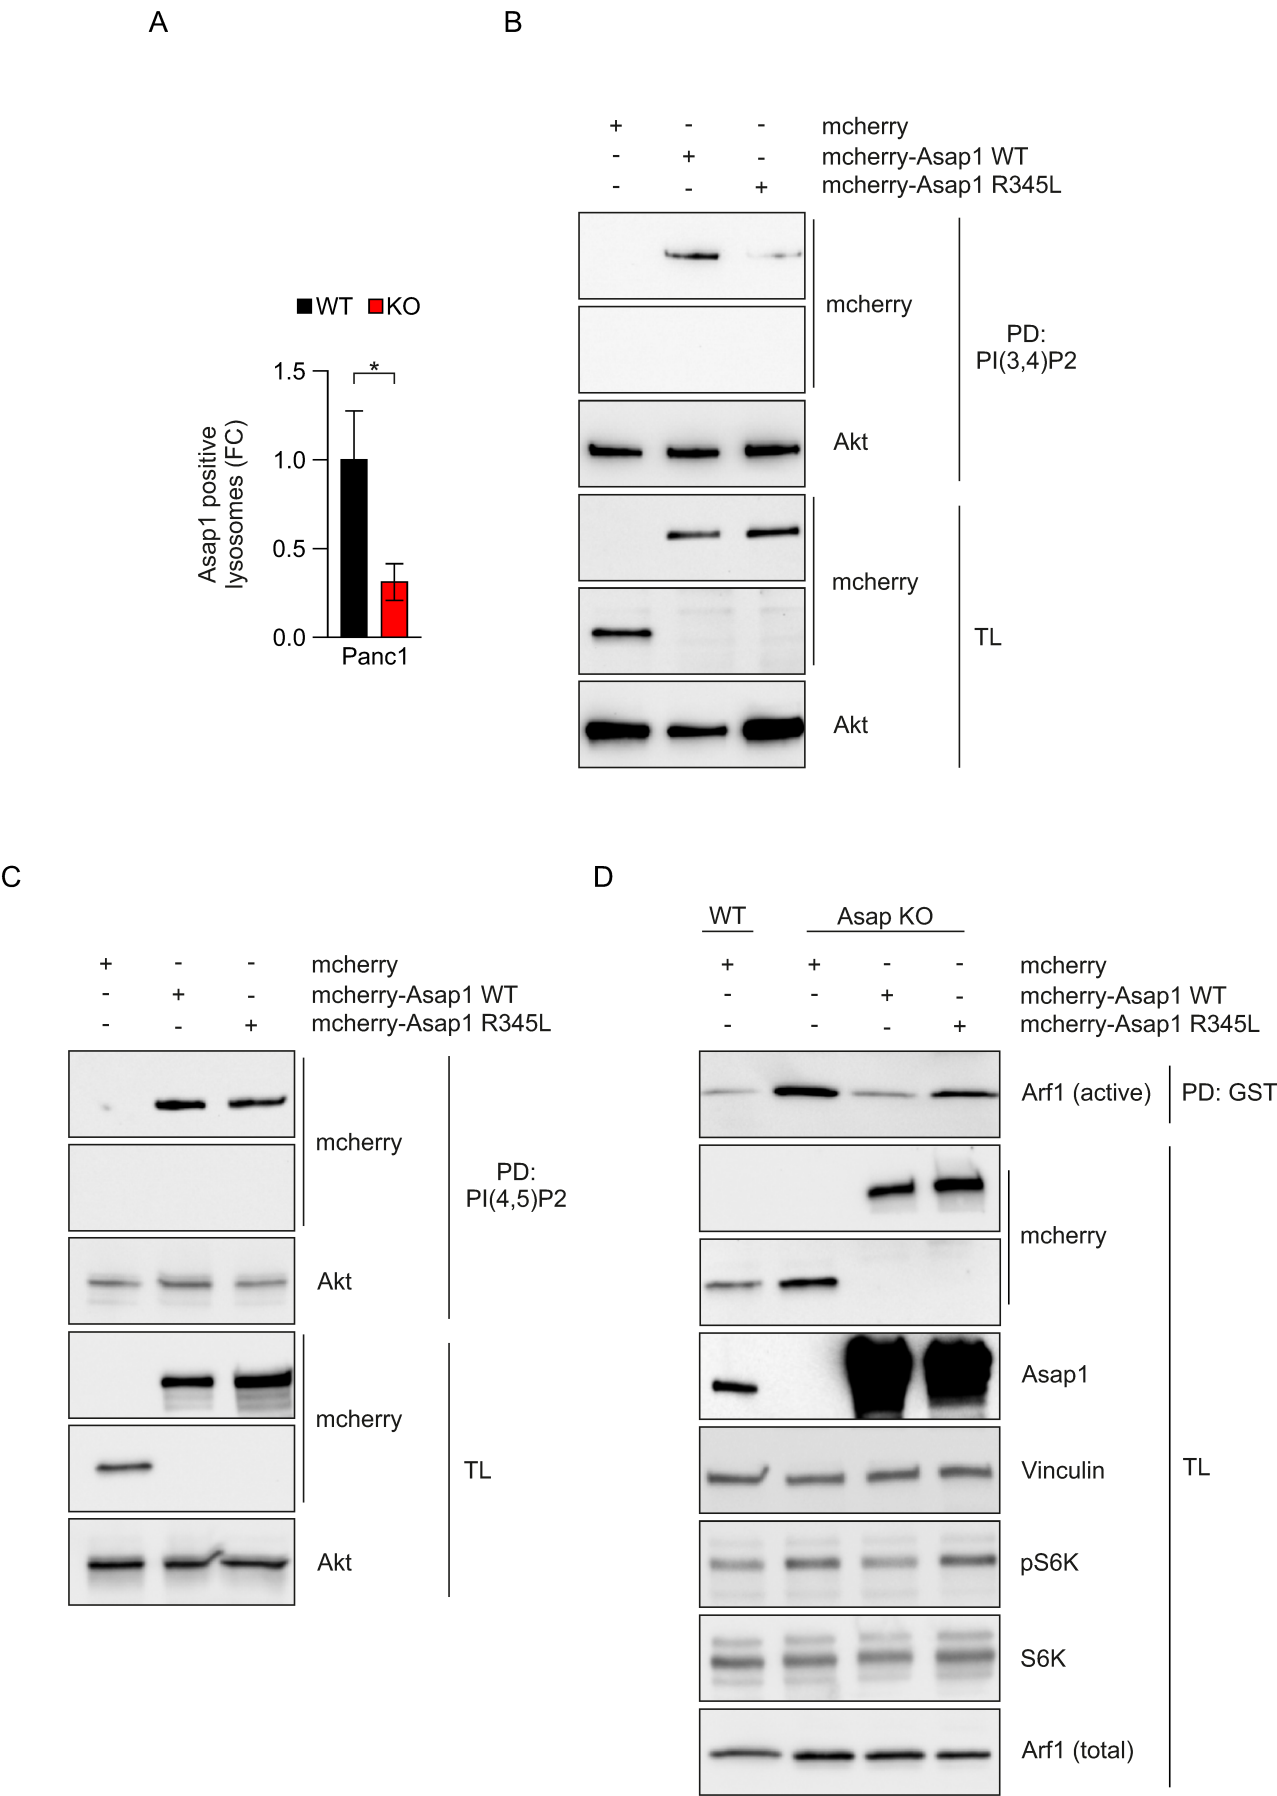 A
WT KO
1.5
*
1.0
0.5
0.0
Asap1 positive
lysosomes (FC)
Panc1
B
+ - - mcherry
- + - mcherry-Asap1 WT
- - + mcherry-Asap1 R345L
mcherry
PD:
PI(3,4)P2
Akt
mcherry
TL
Akt
C
+ - - mcherry
- + - mcherry-Asap1 WT
- - + mcherry-Asap1 R345L
mcherry
PD:
PI(4,5)P2
Akt
mcherry
TL
Akt
D
WT Asap KO
+ + - - mcherry
- - + - mcherry-Asap1 WT
- - - + mcherry-Asap1 R345L
Arf1 (active) PD: GST
mcherry
Asap1
Vinculin
TL
pS6K
S6K
Arf1 (total)